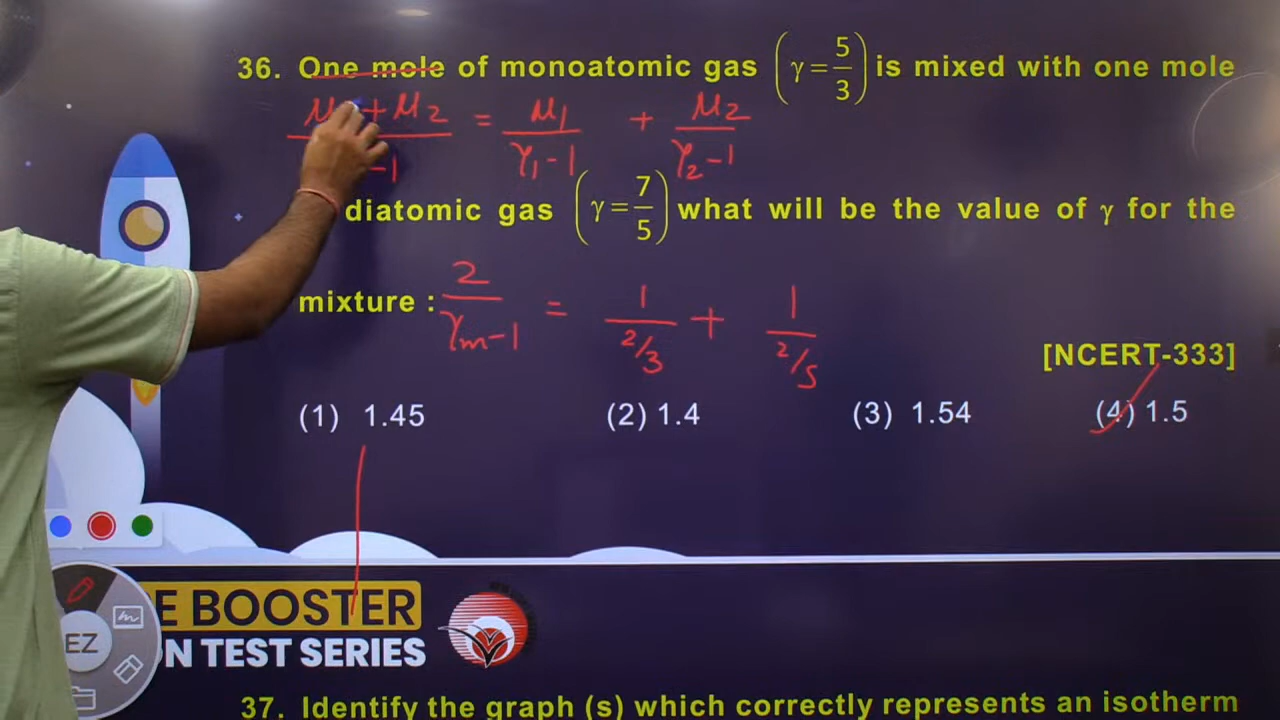 36. One mole of monoatomic gas (γ = 5/3) is mixed with one mole
+ μ2 / -1 = μ1 / γ1 - 1 + μ2 / γ2 - 1
diatomic gas (γ = 7/5) what will be the value of γ for the
mixture : 2 / γm - 1 = 1 / 2/3 + 1 / 2/5
[NCERT-333]
(1) 1.45 (2) 1.4 (3) 1.54 (4) 1.5
E BOOSTER
EZ
N TEST SERIES
37. Identify the graph (s) which correctly represents an isotherm